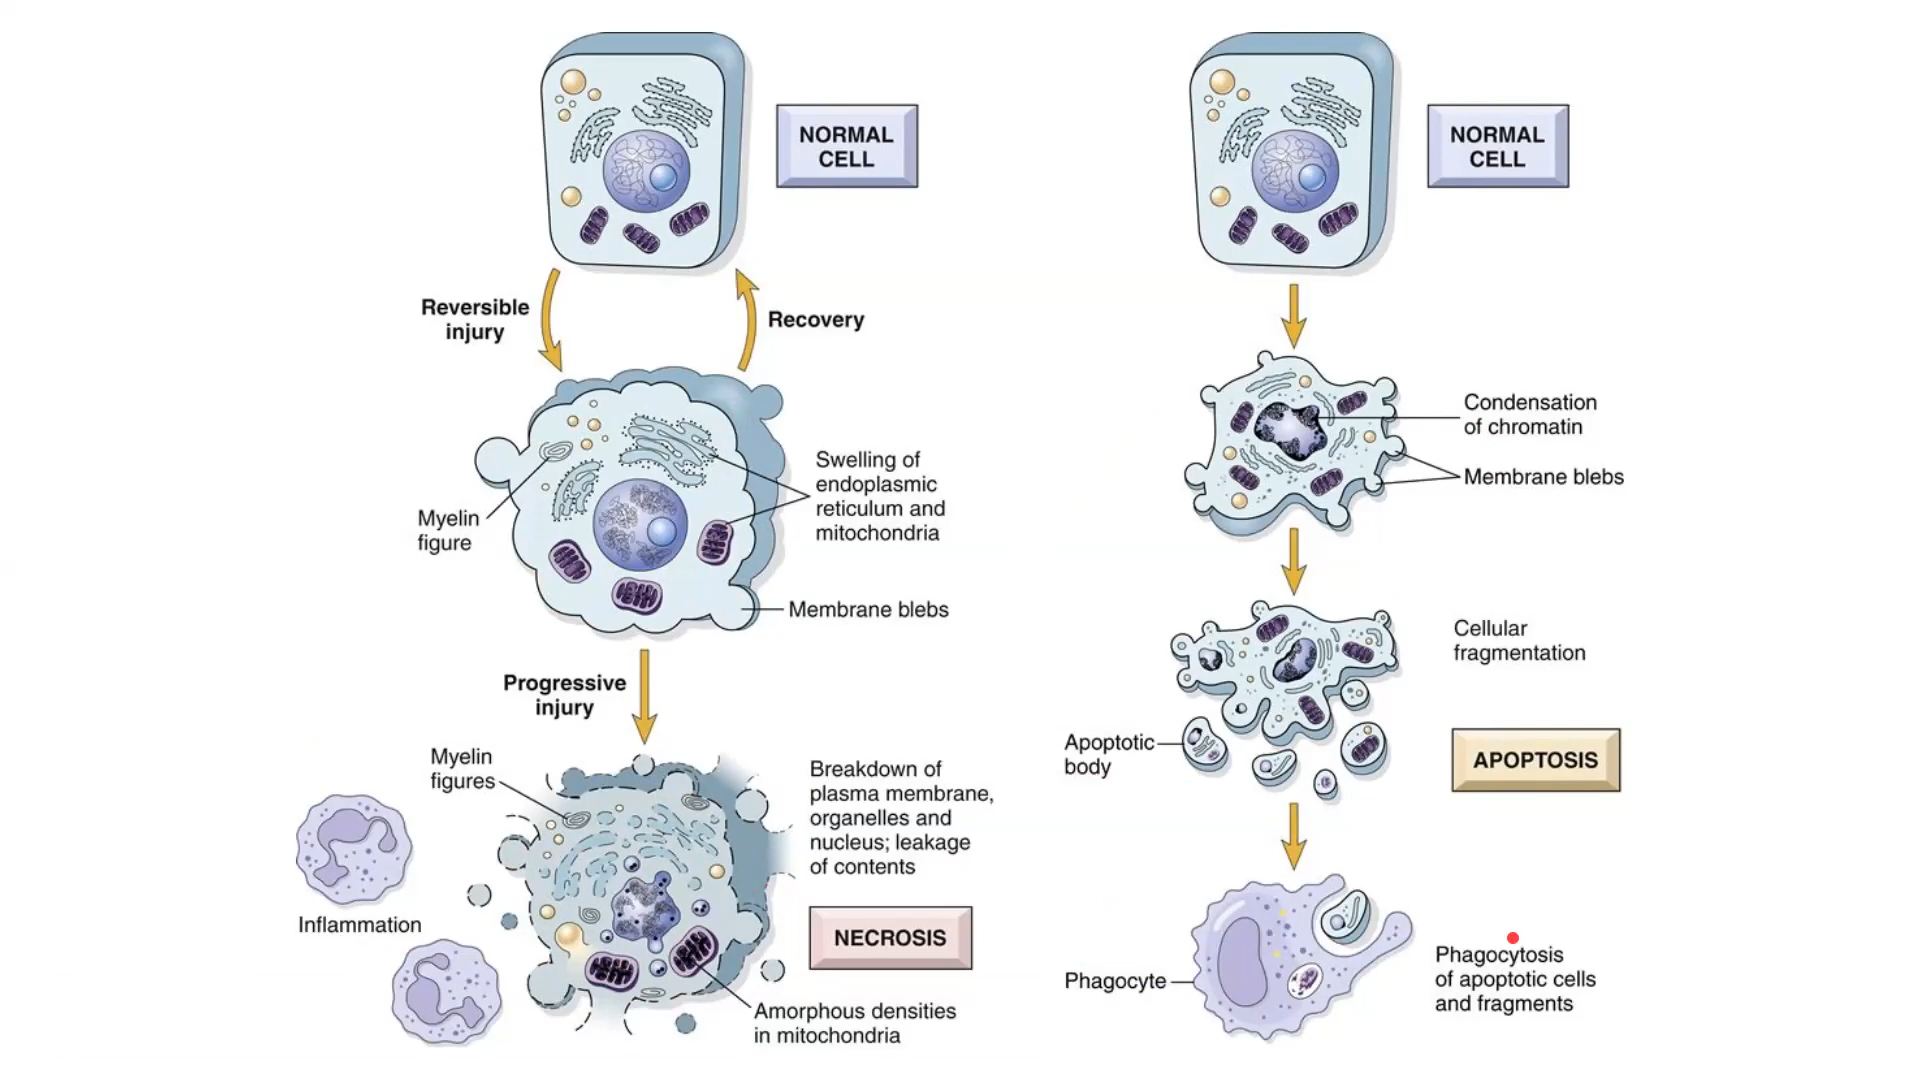 NORMAL
CELL
Reversible
injury
Recovery
Myelin
figure
Swelling of
endoplasmic
reticulum and
mitochondria
Membrane blebs
Progressive
injury
Myelin
figures
Breakdown of
plasma membrane,
organelles and
nucleus; leakage
of contents
Inflammation
NECROSIS
Amorphous densities
in mitochondria
NORMAL
CELL
Condensation
of chromatin
Membrane blebs
Cellular
fragmentation
Apoptotic
body
APOPTOSIS
Phagocyte
Phagocytosis
of apoptotic cells
and fragments